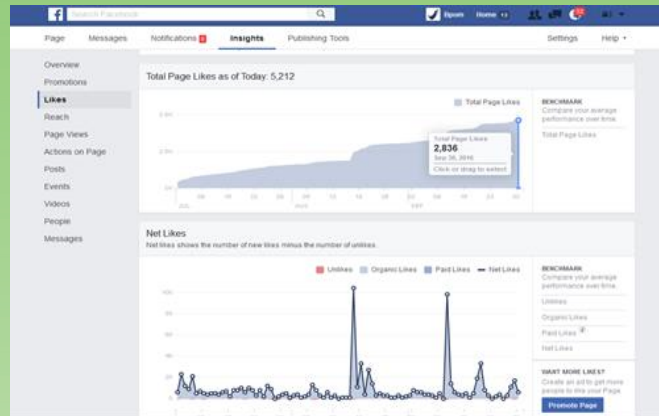 Search Facebook
Home
Page Messages Notifications Insights Publishing Tools Settings Help
Overview
Promotions
Likes
Reach
Page Views
Actions on Page
Posts
Events
Videos
People
Messages
Total Page Likes as of Today: 5,212
Total Page Likes
BENCHMARK
Compare your average
performance over time.
Total Page Likes
Total Page Likes
2,836
Click or drag to select
JUL AUG SEP
Net Likes
Net likes shows the number of new likes minus the number of unlikes.
Unlikes Organic Likes Paid Likes Net Likes
BENCHMARK
Compare your average
performance over time.
Unlikes
Organic Likes
Paid Likes
Net Likes
WANT MORE LIKES?
Create an ad to get more
people to like your Page.
Promote Page